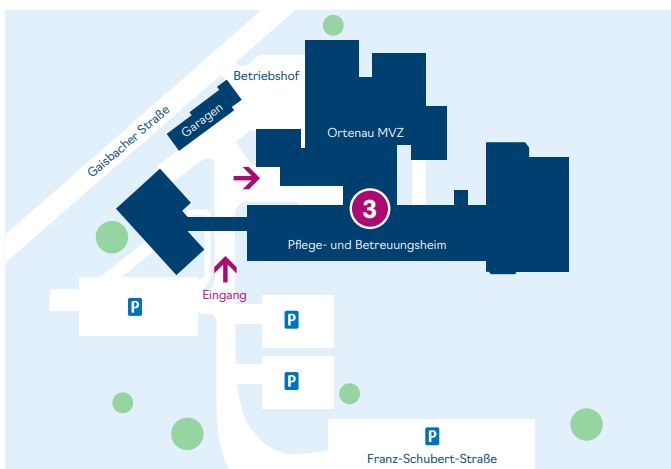 Betriebshof
Gaisbacher Straße
Garagen
Ortenau MVZ
3
Pflege- und Betreuungsheim
Eingang
P
P
P
P
Franz-Schubert-Straße